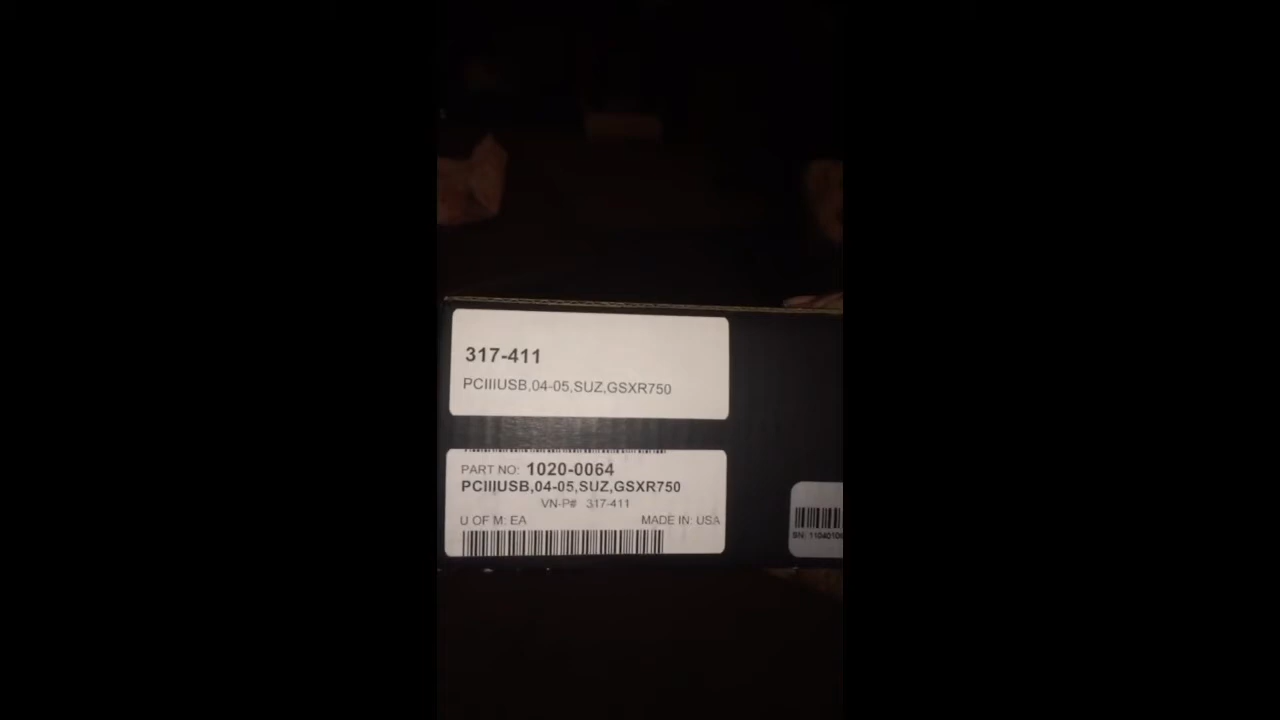 317-411
PCIIIUSB,04-05,SUZ,GSXR750
PART NO: 1020-0064
PCIIIUSB,04-05,SUZ,GSXR750
VN-P# 317-411
U OF M: EA
MADE IN: USA
SN: